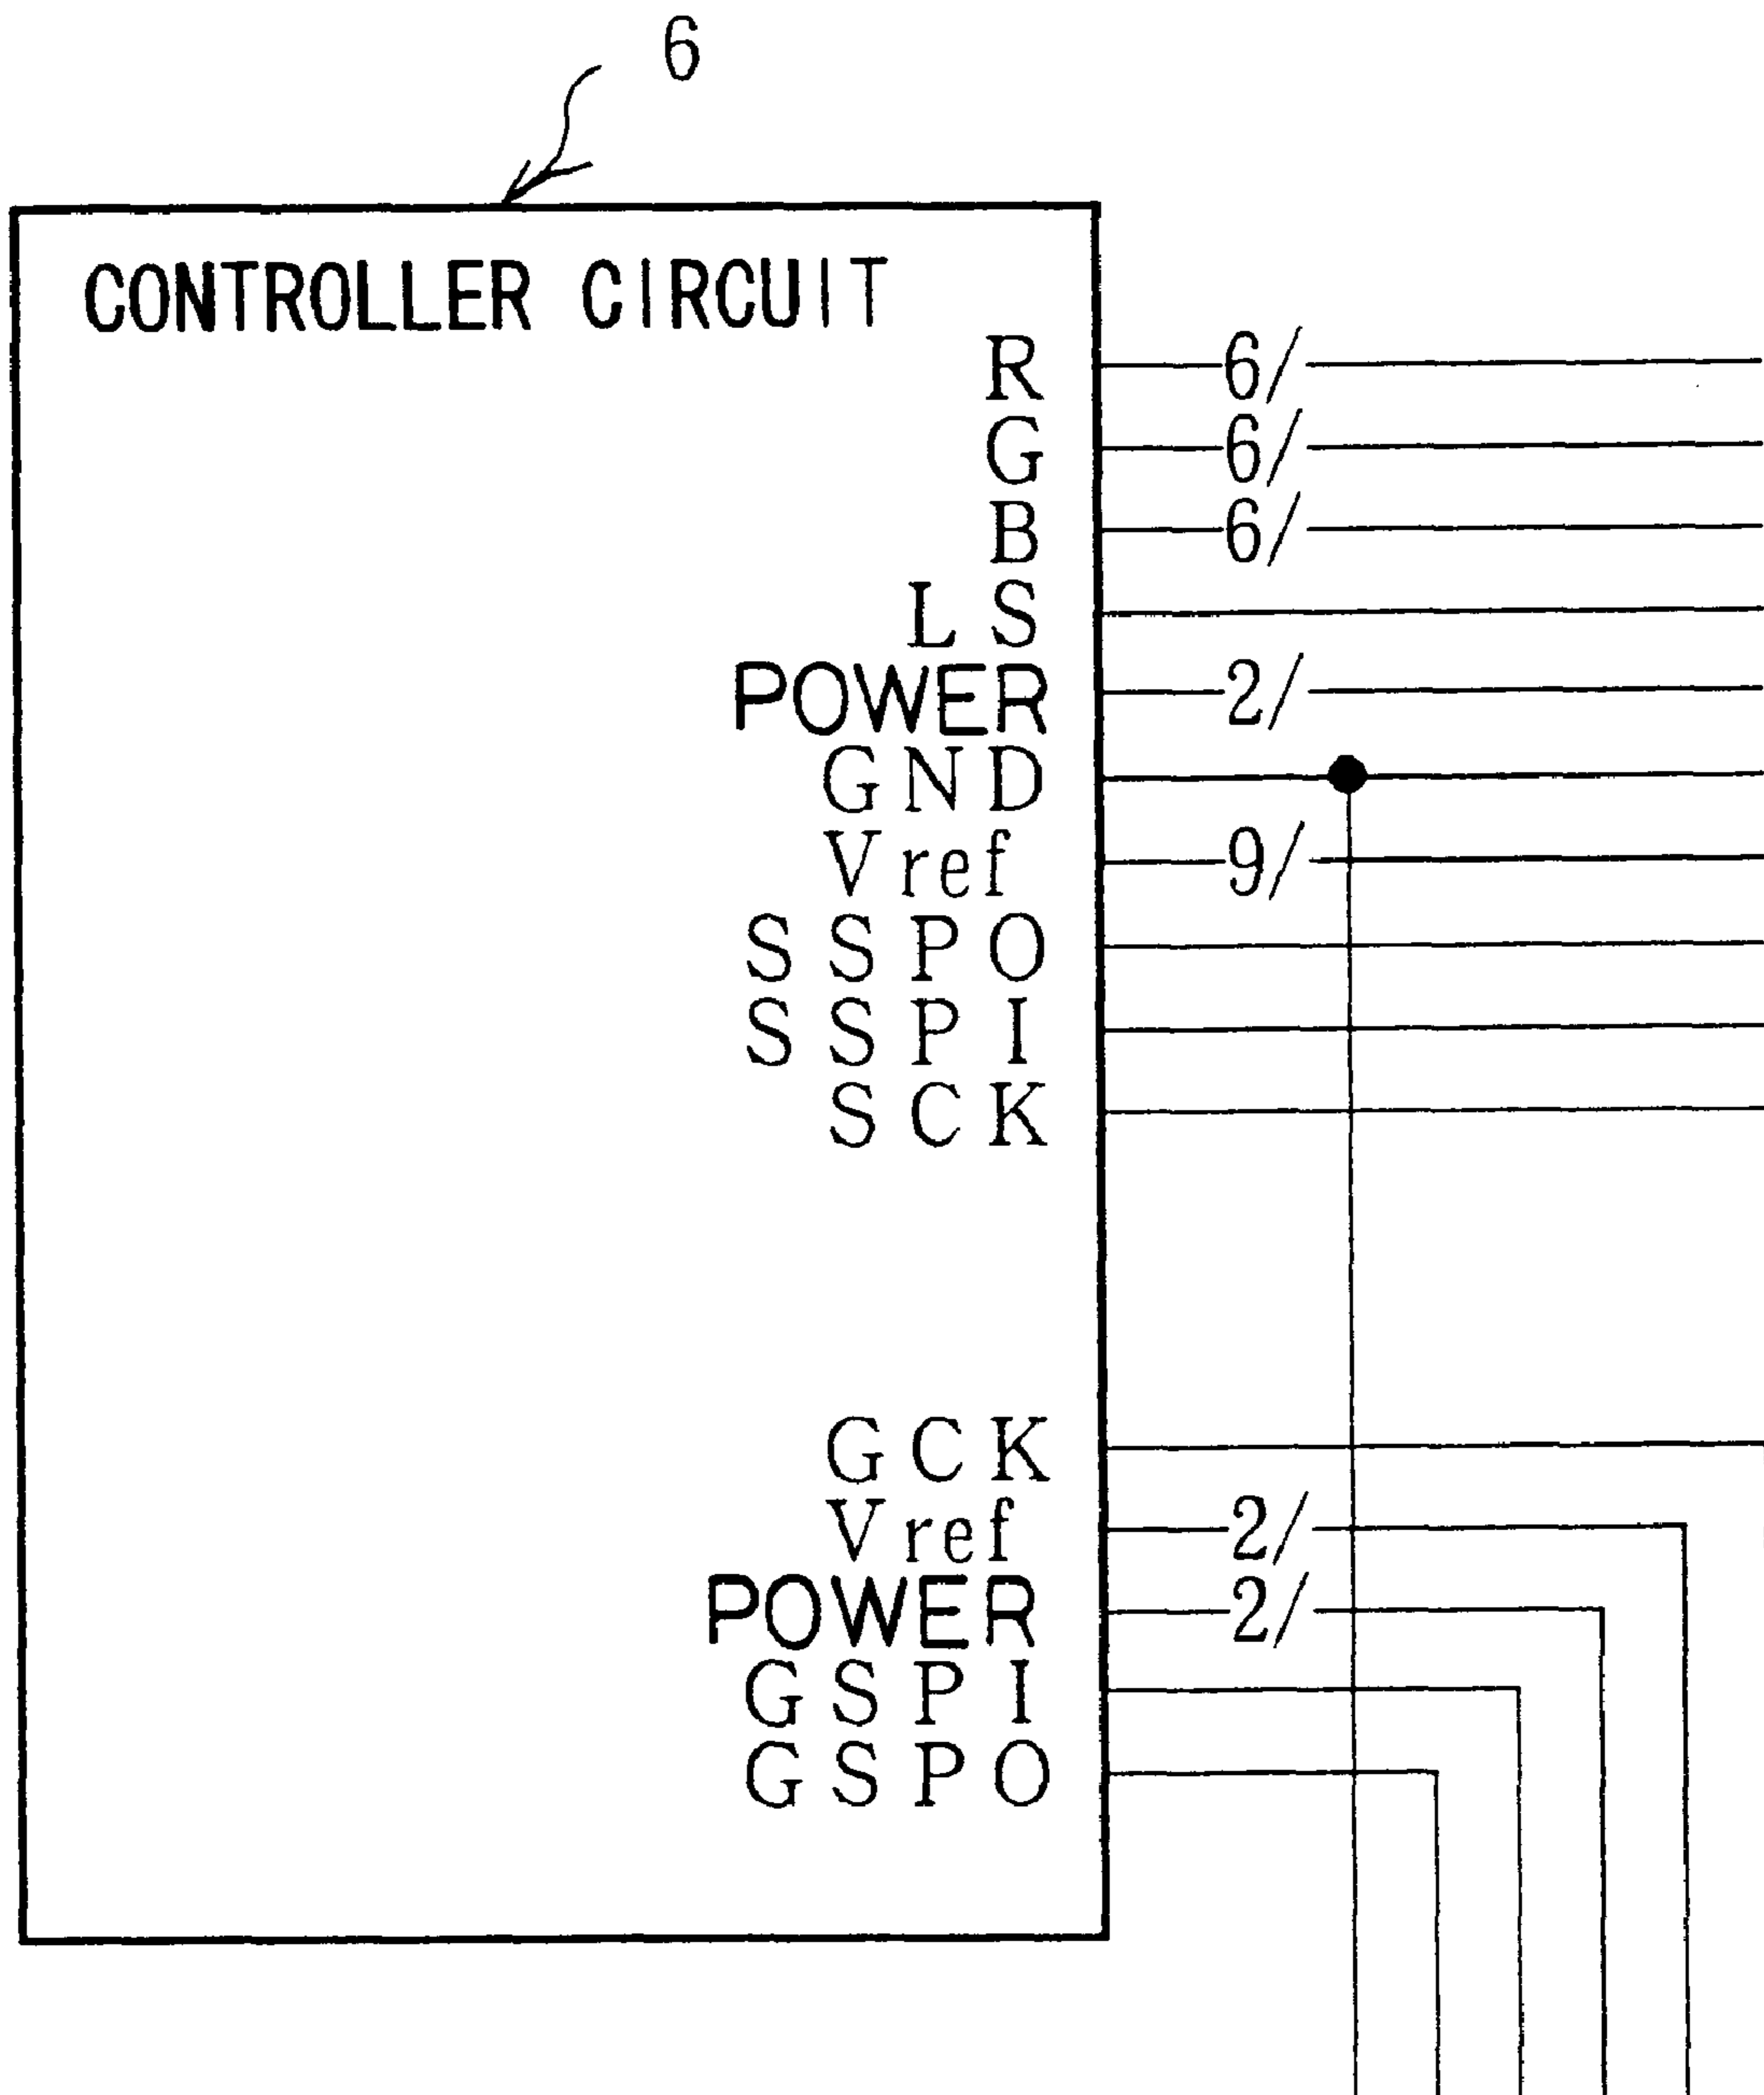 6
CONTROLLER CIRCUIT
R 6/
G 6/
B 6/
LS
POWER 2/
GND
Vref 9/
SSPO
SSPI
SCK
GCK
Vref 2/
POWER 2/
GSPI
GSPO